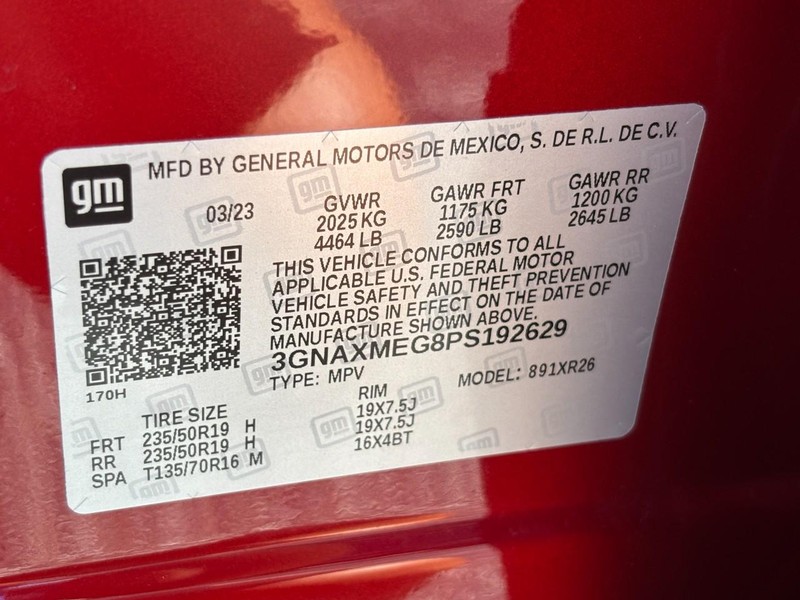 gm
MFD BY GENERAL MOTORS DE MEXICO, S. DE R.L. DE C.V.
03/23
GVWR
2025 KG
4464 LB
GAWR FRT
1175 KG
2590 LB
GAWR RR
1200 KG
2645 LB
THIS VEHICLE CONFORMS TO ALL
APPLICABLE U.S. FEDERAL MOTOR
VEHICLE SAFETY AND THEFT PREVENTION
STANDARDS IN EFFECT ON THE DATE OF
MANUFACTURE SHOWN ABOVE.
3GNAXMEG8PS192629
TYPE: MPV
MODEL: 891XR26
170H
TIRE SIZE
RIM
FRT 235/50R19 H 19X7.5J
RR 235/50R19 H 19X7.5J
SPA T135/70R16 M 16X4BT